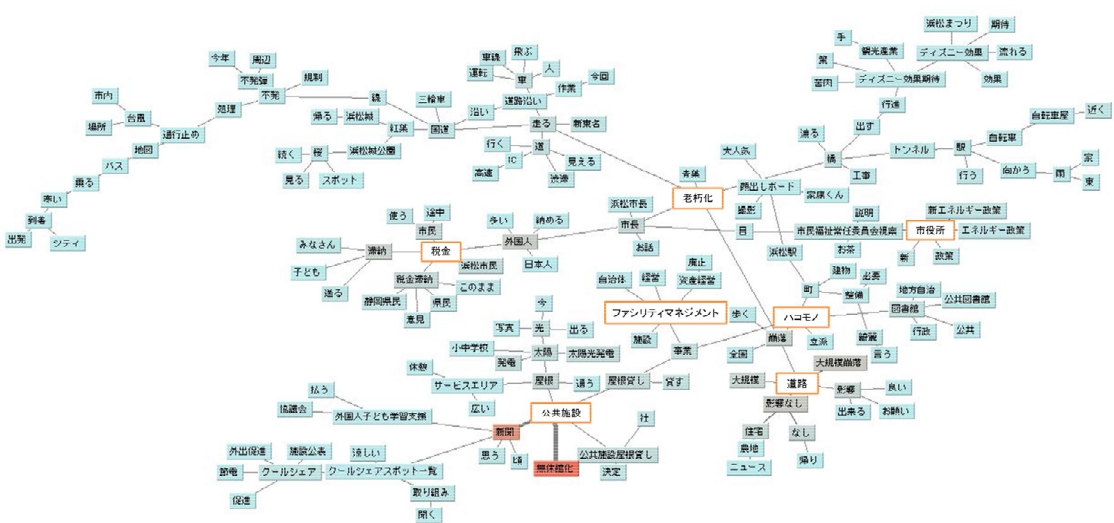 浜松まつり
期待
手
観光産業
ディズニー効果
流れる
策
ディズニー効果期待
効果
苦肉
行進
飛ぶ
車線
人
運転
車
今回
作業
今年
周辺
不発弾
規制
不発
処理
線
三輪車
沿い
道路沿い
帰る
浜松城
紅葉
国道
走る
新東名
市内
台風
場所
通行止め
地図
バス
乗る
寒い
到着
出発
シティ
続く
桜
浜松城公園
見る
スポット
行く
道
IC
見える
高速
渋滞
出す
渡る
橋
工事
トンネル
駅
行う
自転車
自転車屋
近く
向かう
雨
家
東
大人気
顔出しボード
家康くん
撮影
青葉
老朽化
浜松市長
市長
お話
目
市民福祉常任委員会視察
説明
お茶
市役所
新エネルギー政策
エネルギー政策
新
政策
浜松駅
使う
途中
市民
多い
納める
外国人
日本人
みなさん
滞納
税金
浜松市民
子ども
税金滞納
このまま
送る
静岡県民
県民
意見
廃止
自治体
経営
資産経営
ファシリティマネジメント
施設
事業
町
建物
必要
整備
綺麗
言う
地方自治
図書館
公共図書館
行政
公共
歩く
ハコモノ
崩落
立派
全国
大規模崩落
大規模
道路
影響
良い
出来る
お願い
影響なし
住宅
なし
農地
帰り
ニュース
今
写真
光
出る
小中学校
太陽
太陽光発電
発電
休憩
サービスエリア
屋根
通う
屋根貸し
貸す
広い
払う
協議会
外国人子ども学習支援
公共施設
展開
思う
頃
無休館化
社
公共施設屋根貸し
決定
外出促進
施設公表
涼しい
節電
クールシェア
クールシェアスポット一覧
促進
取り組み
聞く